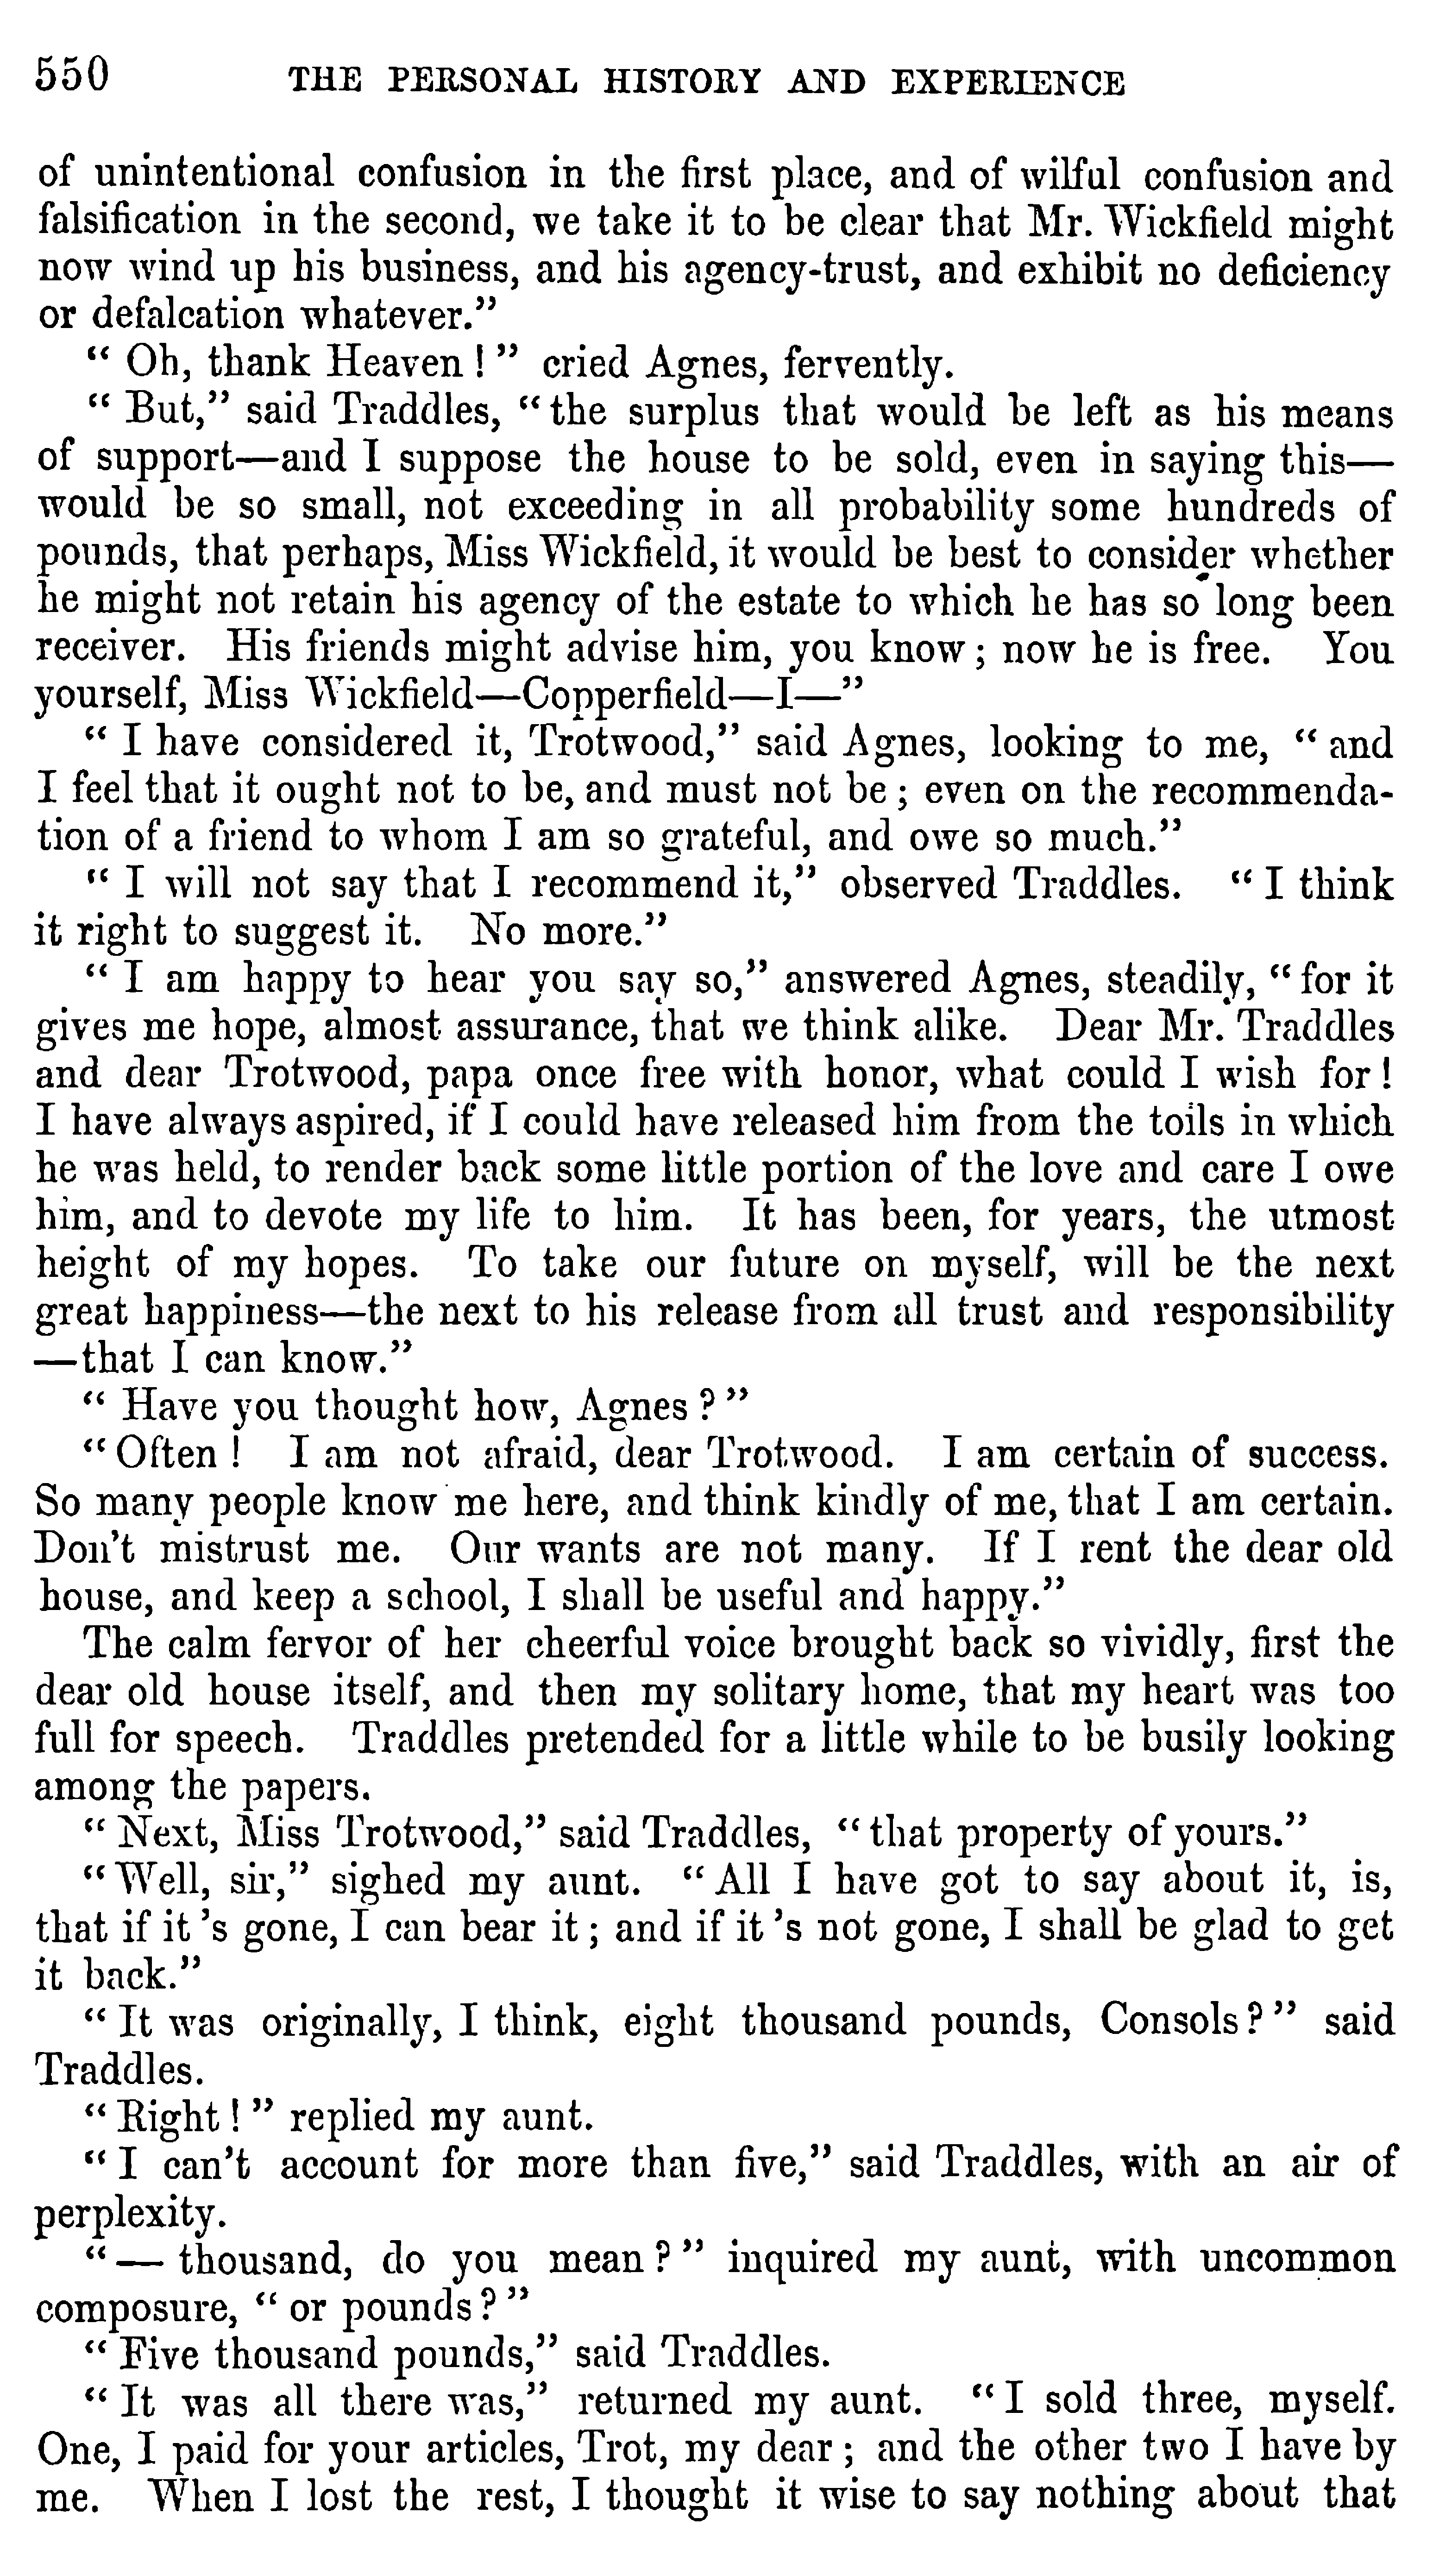 550 THE PERSONAL HISTORY AND EXPERIENCE
of unintentional confusion in the first place, and of wilful confusion and
falsification in the second, we take it to be clear that Mr. Wickfield might
now wind up his business, and his agency-trust, and exhibit no deficiency
or defalcation whatever.”
“ Oh, thank Heaven ! ” cried Agnes, fervently.
“ But,” said Traddles, “ the surplus that would be left as his means
of support—and I suppose the house to be sold, even in saying this—
would be so small, not exceeding in all probability some hundreds of
pounds, that perhaps, Miss Wickfield, it would be best to consider whether
he might not retain his agency of the estate to which he has so long been
receiver. His friends might advise him, you know ; now he is free. You
yourself, Miss Wickfield—Copperfield—I—”
“ I have considered it, Trotwood,” said Agnes, looking to me, “ and
I feel that it ought not to be, and must not be ; even on the recommenda-
tion of a friend to whom I am so grateful, and owe so much.”
“ I will not say that I recommend it,” observed Traddles. “ I think
it right to suggest it. No more.”
“ I am happy to hear you say so,” answered Agnes, steadily, “ for it
gives me hope, almost assurance, that we think alike. Dear Mr. Traddles
and dear Trotwood, papa once free with honor, what could I wish for !
I have always aspired, if I could have released him from the toils in which
he was held, to render back some little portion of the love and care I owe
him, and to devote my life to him. It has been, for years, the utmost
height of my hopes. To take our future on myself, will be the next
great happiness—the next to his release from all trust and responsibility
—that I can know.”
“ Have you thought how, Agnes ? ”
“ Often ! I am not afraid, dear Trotwood. I am certain of success.
So many people know me here, and think kindly of me, that I am certain.
Don’t mistrust me. Our wants are not many. If I rent the dear old
house, and keep a school, I shall be useful and happy.”
The calm fervor of her cheerful voice brought back so vividly, first the
dear old house itself, and then my solitary home, that my heart was too
full for speech. Traddles pretended for a little while to be busily looking
among the papers.
“ Next, Miss Trotwood,” said Traddles, “ that property of yours.”
“ Well, sir,” sighed my aunt. “ All I have got to say about it, is,
that if it ’s gone, I can bear it ; and if it ’s not gone, I shall be glad to get
it back.”
“ It was originally, I think, eight thousand pounds, Consols ? ” said
Traddles.
“ Right ! ” replied my aunt.
“ I can’t account for more than five,” said Traddles, with an air of
perplexity.
“ — thousand, do you mean ? ” inquired my aunt, with uncommon
composure, “ or pounds ? ”
“ Five thousand pounds,” said Traddles.
“ It was all there was,” returned my aunt. “ I sold three, myself.
One, I paid for your articles, Trot, my dear ; and the other two I have by
me. When I lost the rest, I thought it wise to say nothing about that